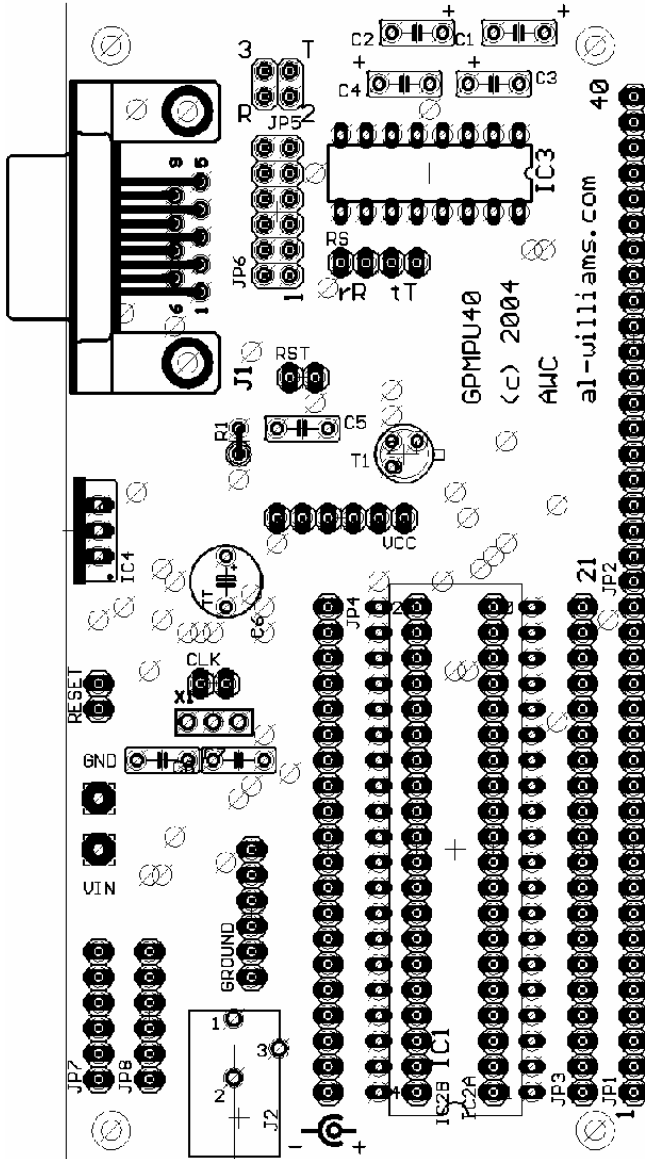 + +
C2 C1
+ +
C4 C3
3 T
R 2
JP5
40
IC3
9 5
6 1
JP6
1
RS
rR tT
J1
RST
GPMPU40
(c) 2004
AWC
al-williams.com
R1
C5
T1
VCC
IC4
TT
+
C6
21
JP2
JP4
CLK
X1
RESET
GND
VIN
GROUND
JP7
JP8
1
3
2
J2
- +
IC1
IC2B
IC2A
JP3
JP1
1